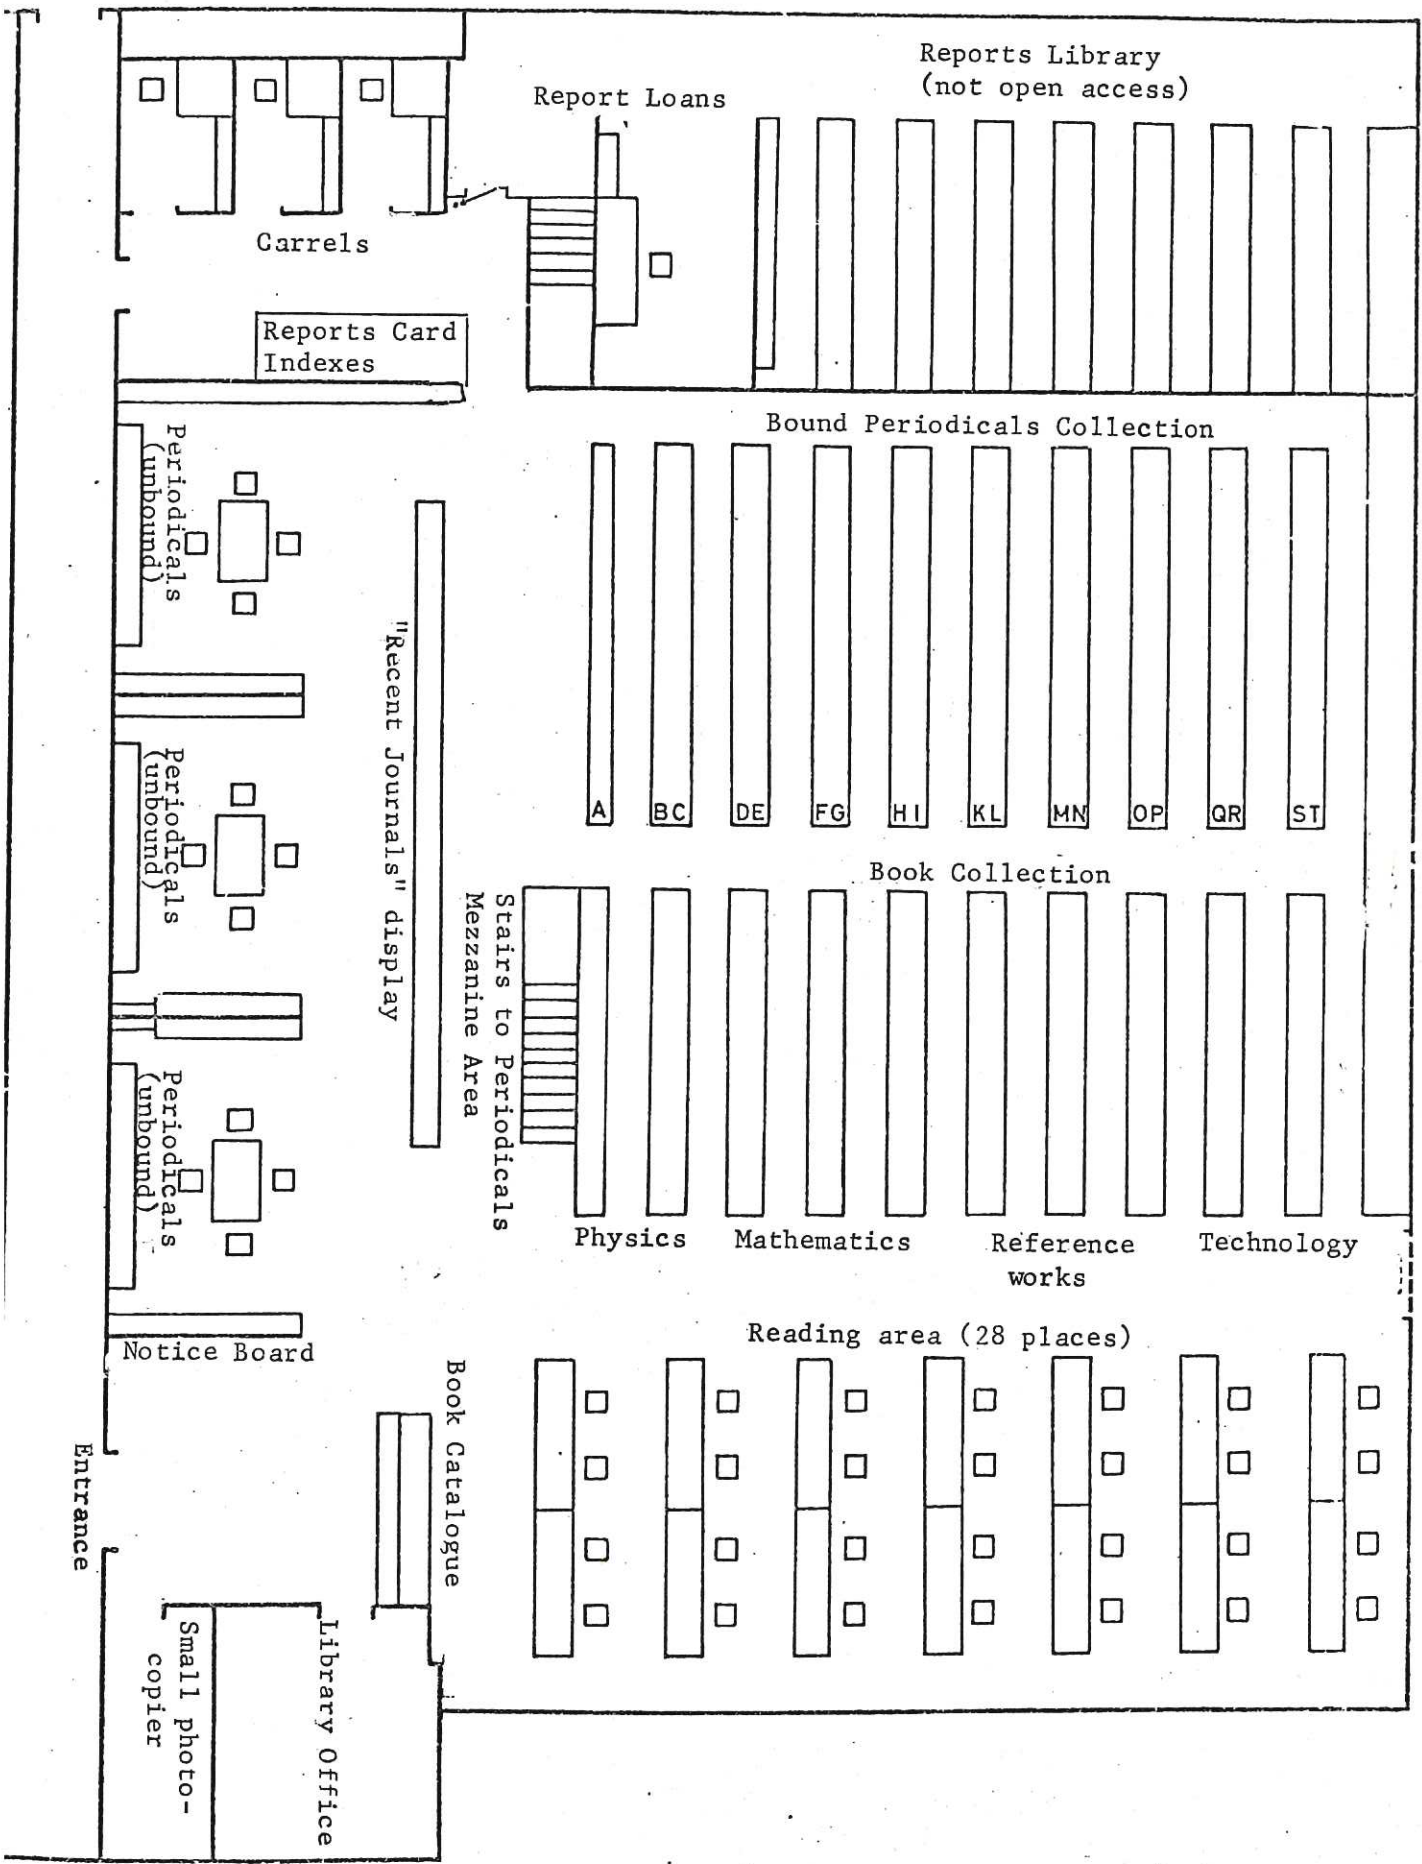 Reports Library
(not open access)
Report Loans
Carrels
Reports Card
Indexes
Bound Periodicals Collection
Periodicals
(unbound)
"Recent Journals" display
A
BC
DE
FG
HI
KL
MN
OP
QR
ST
Periodicals
(unbound)
Book Collection
Stairs to Periodicals
Mezzanine Area
Periodicals
(unbound)
Physics
Mathematics
Reference
works
Technology
Reading area (28 places)
Notice Board
Book Catalogue
Entrance
Small photo-
copier
Library Office